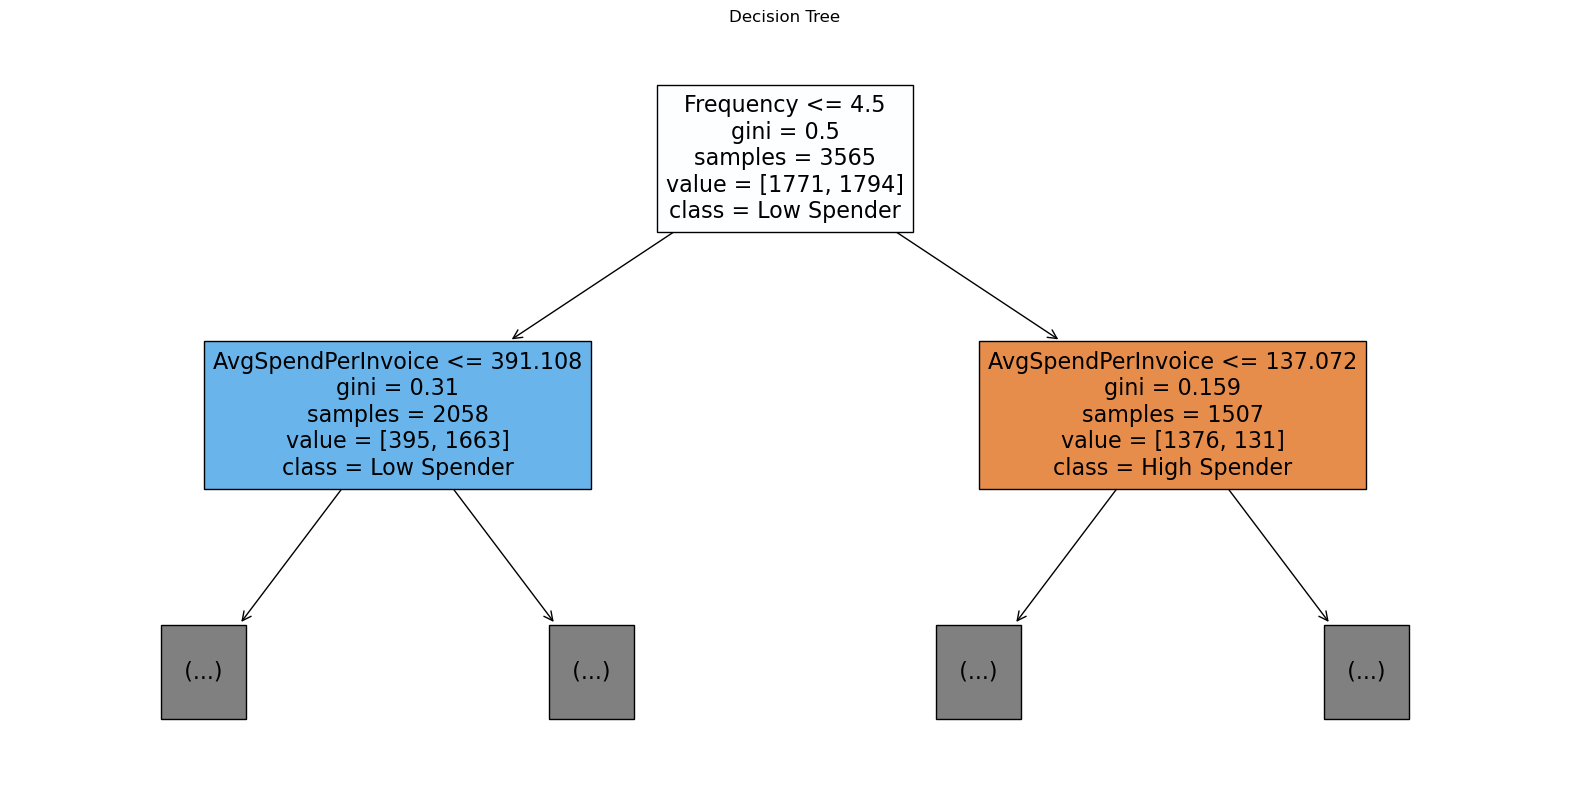 Decision Tree
Frequency <= 4.5
gini = 0.5
samples = 3565
value = [1771, 1794]
class = Low Spender
AvgSpendPerInvoice <= 391.108
gini = 0.31
samples = 2058
value = [395, 1663]
class = Low Spender
AvgSpendPerInvoice <= 137.072
gini = 0.159
samples = 1507
value = [1376, 131]
class = High Spender
(...)
(...)
(...)
(...)